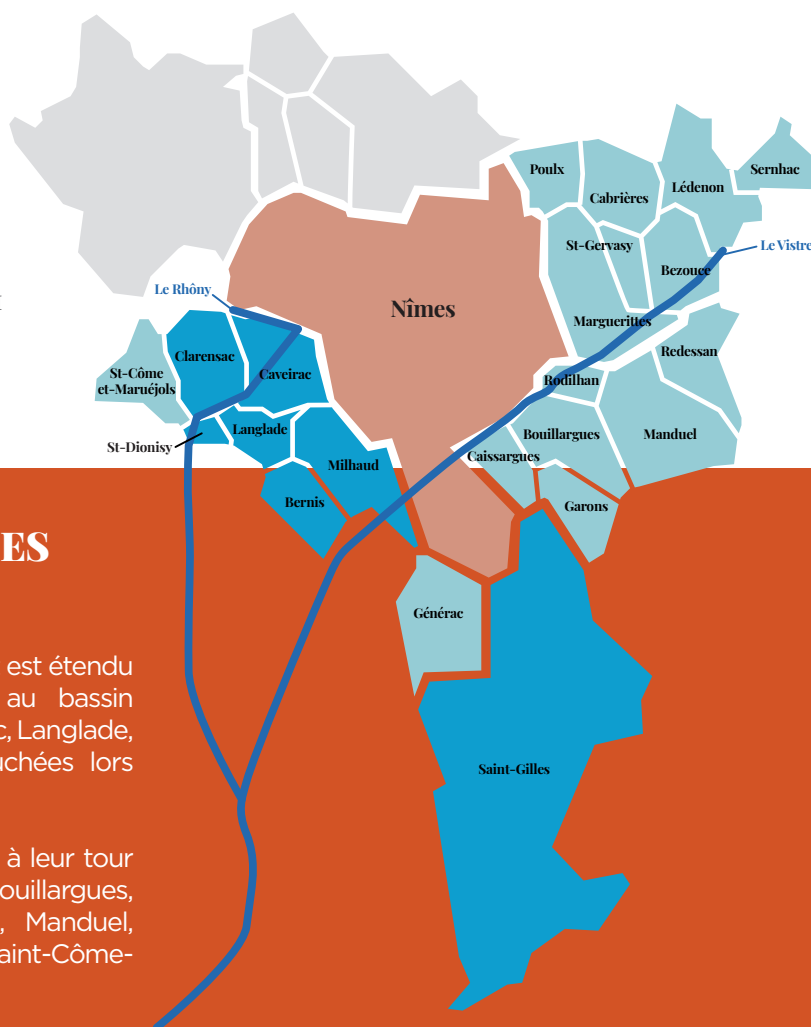 Poulx
Sernhac
Cabrières
Lédenon
St-Gervasy
Le Vistre
Bezouce
Le Rhôny
Nîmes
Marguerittes
Clarensac
Redessan
St-Côme
et-Maruéjols
Caveirac
Rodilhan
Langlade
Bouillargues
Manduel
St-Dionisy
Caissargues
Milhaud
Bernis
Garons
ES
Générac
est étendu
au bassin
c, Langlade,
uchées lors
Saint-Gilles
à leur tour
ouillargues,
, Manduel,
aint-Côme-